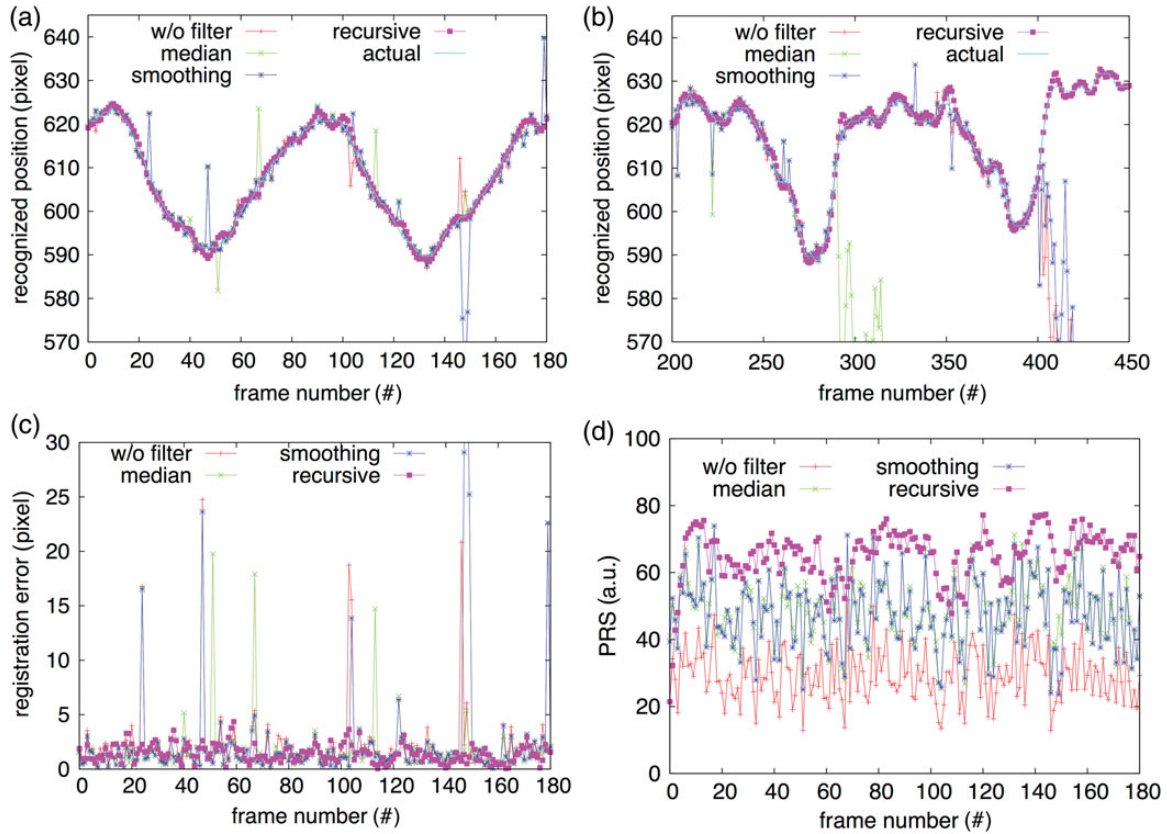 (a)
w/o filter
median
smoothing
recursive
actual
640
630
620
610
600
590
580
570
recognized position (pixel)
0 20 40 60 80 100 120 140 160 180
frame number (#)
(b)
w/o filter
median
smoothing
recursive
actual
640
630
620
610
600
590
580
570
recognized position (pixel)
200 250 300 350 400 450
frame number (#)
(c)
w/o filter
median
smoothing
recursive
30
25
20
15
10
5
0
registration error (pixel)
0 20 40 60 80 100 120 140 160 180
frame number (#)
(d)
w/o filter
median
smoothing
recursive
100
80
60
40
20
0
PRS (a.u.)
0 20 40 60 80 100 120 140 160 180
frame number (#)